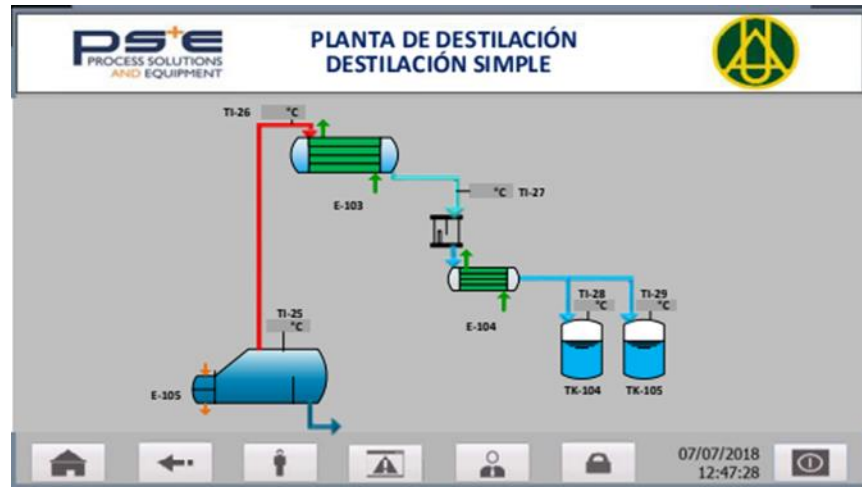 PS+E
PROCESS SOLUTIONS
AND EQUIPMENT
PLANTA DE DESTILACIÓN
DESTILACIÓN SIMPLE
TI-26
°C
E-103
°C TI-27
TI-28
°C
TI-29
°C
E-104
TI-25
°C
E-105
TK-104
TK-105
07/07/2018
12:47:28